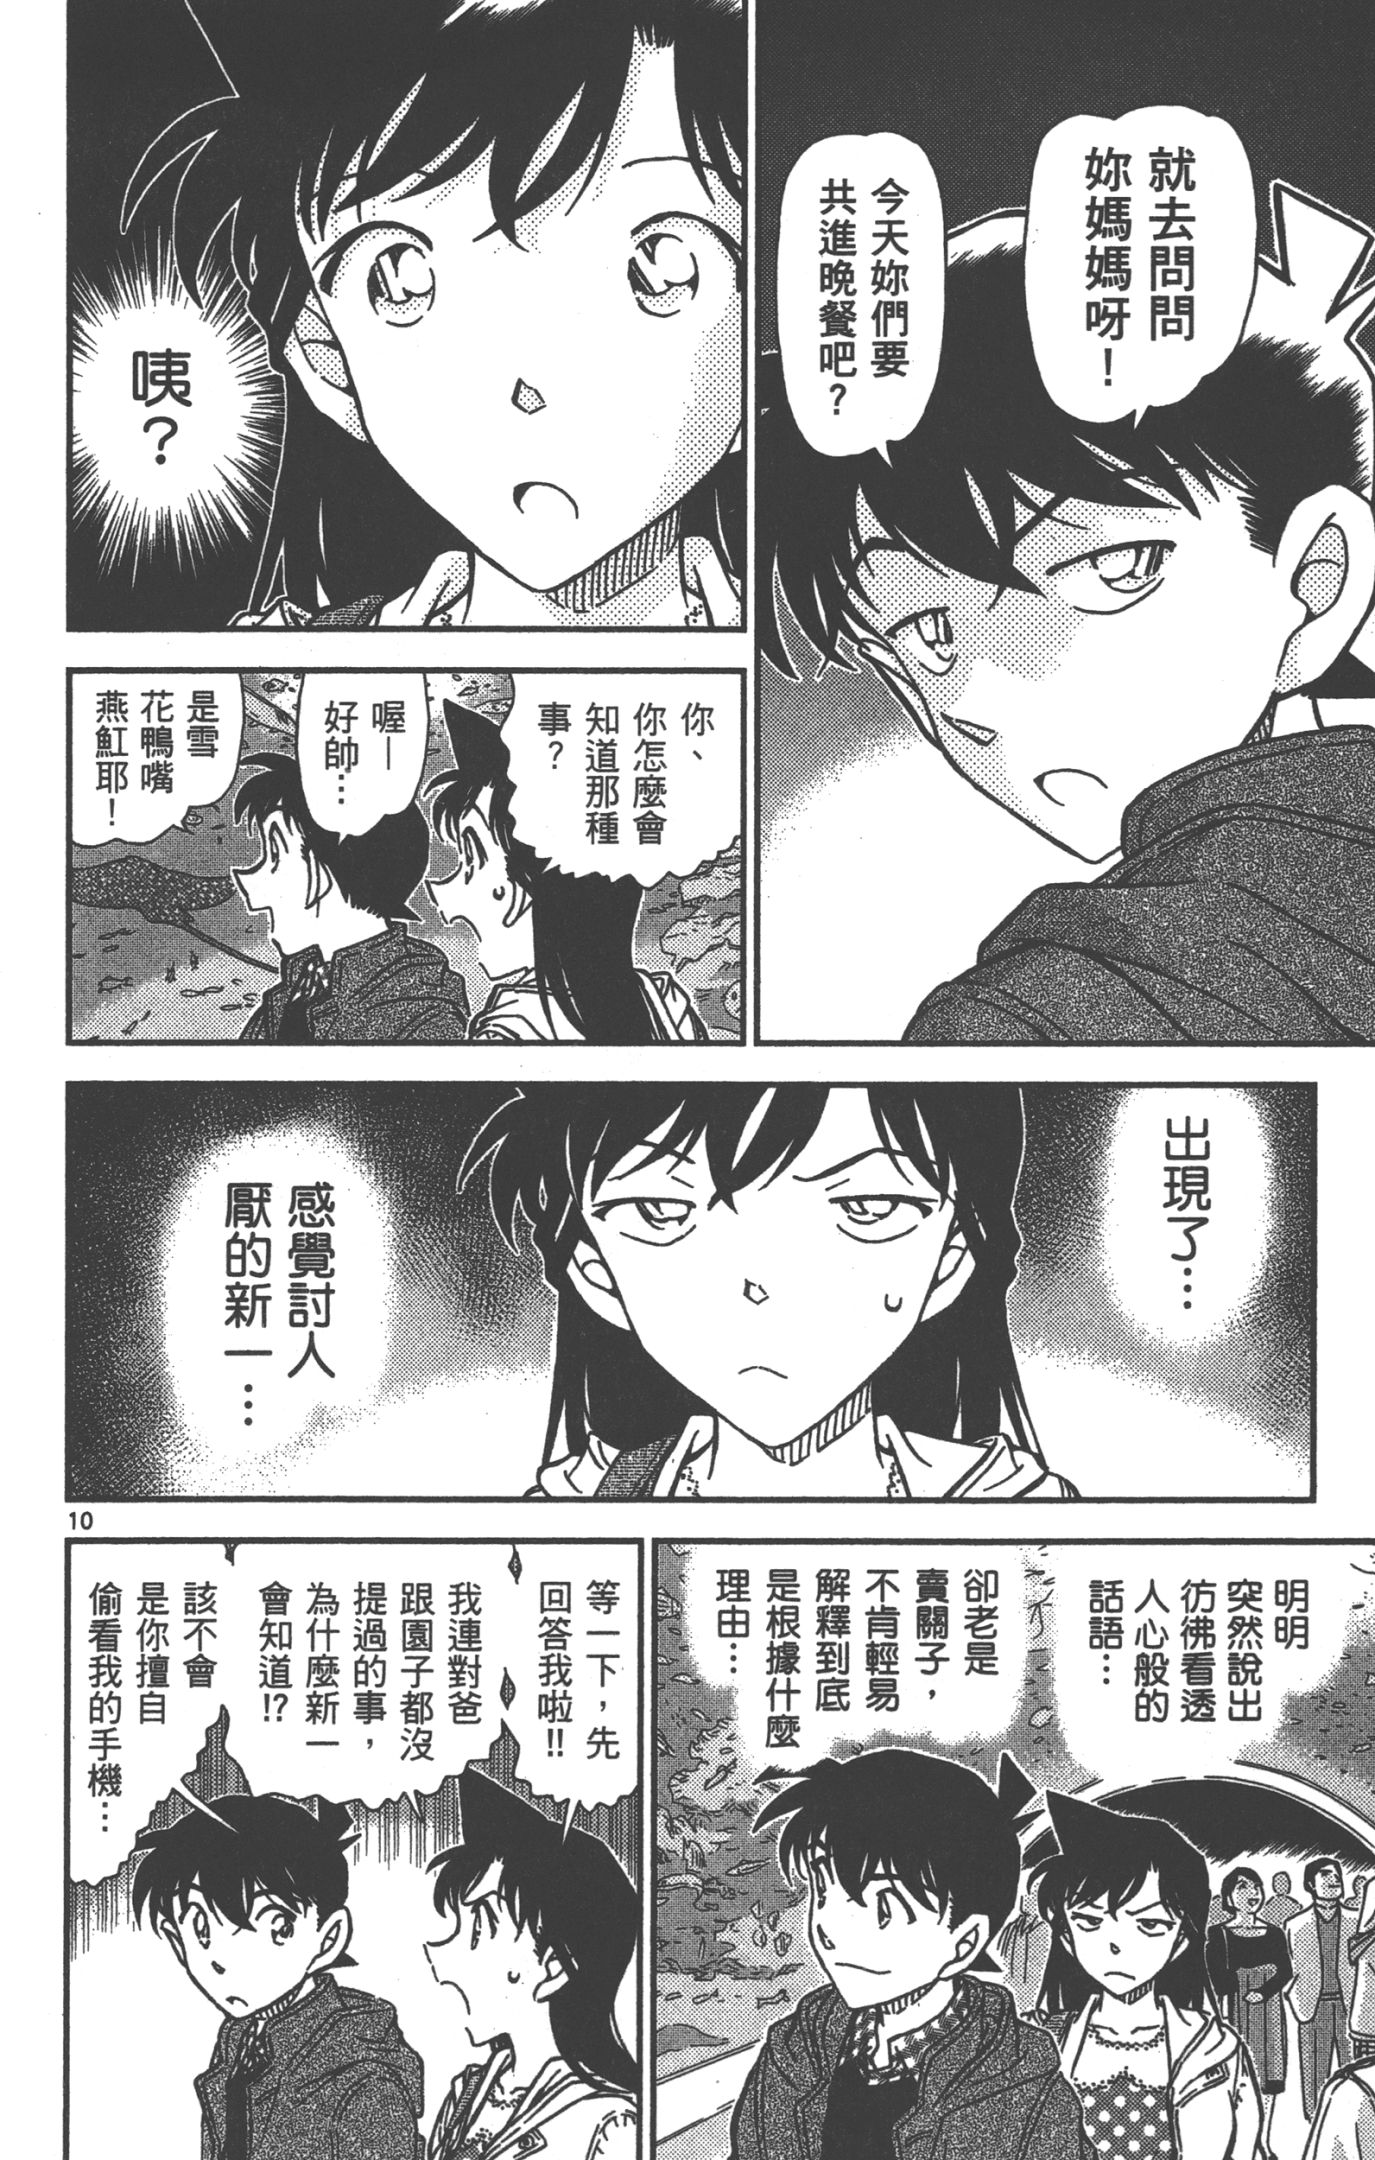 就去問問
妳媽媽呀！
今天妳們要
共進晚餐吧？
咦？
你、
你怎麼會
知道那種
事？
喔—
好帥…
是雪
花鴨嘴
燕魟耶！
出現了…
感覺討人
厭的新一…
10
明明
突然說出
彷彿看透
人心般的
話語…
卻老是
賣關子，
不肯輕易
解釋到底
是根據什麼
理由…
等一下，先
回答我啦!!
我連對爸
跟園子都沒
提過的事，
為什麼新一
會知道!?
該不會
是你擅自
偷看我的手機…